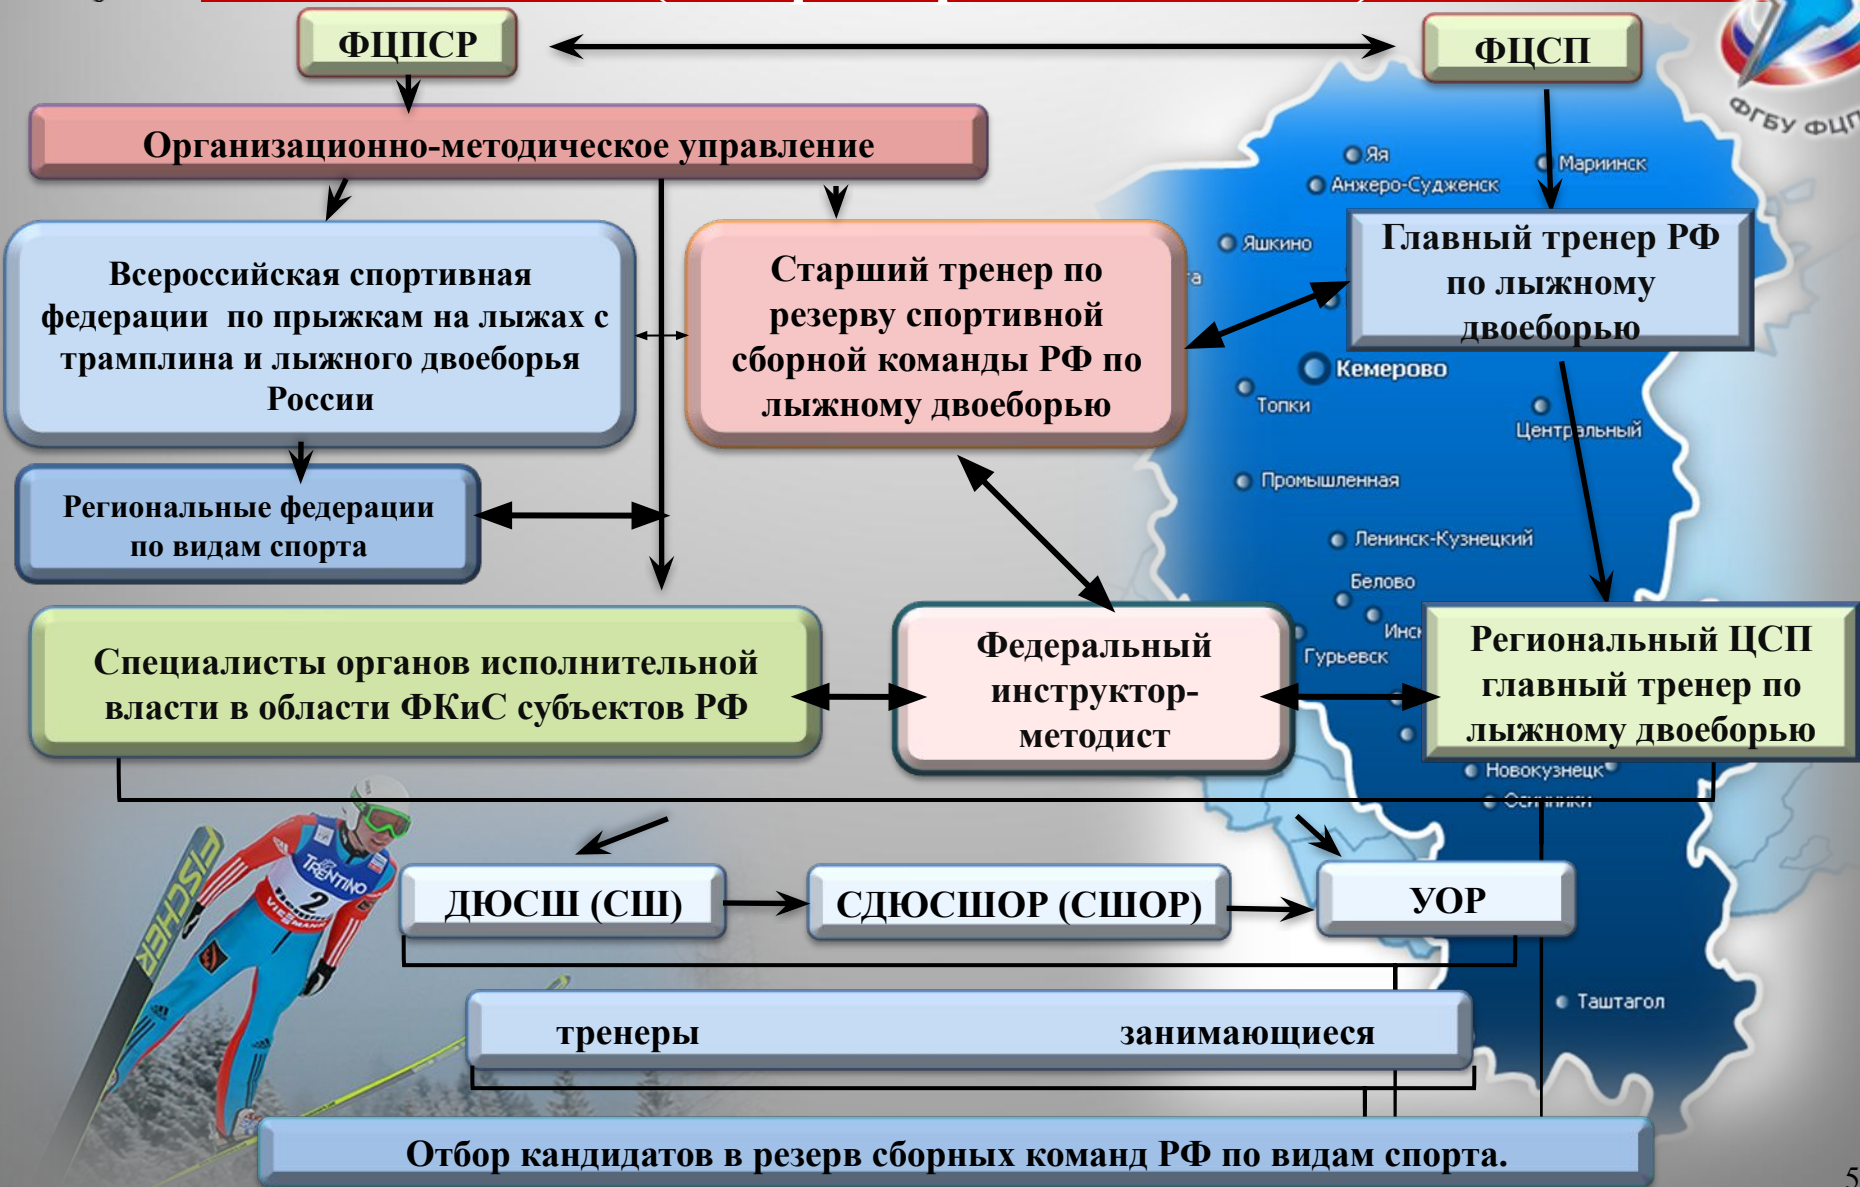 ФЦПСР
ФЦСП
ФГБУ
Организационно-методическое управление
Яя
Мариинск
Анжеро-Судженск
Яшкино
Всероссийская спортивная
федерации по прыжкам на лыжах с
трамплина и лыжного двоеборья
России
Старший тренер по
резерву спортивной
сборной команды РФ по
лыжному двоеборью
Главный тренер РФ
по лыжному
двоеборью
Кемерово
Топки
Центральный
Промышленная
Региональные федерации
по видам спорта
Ленинск-Кузнецкий
Белово
Гурьевск
Специалисты органов исполнительной
власти в области ФКиС субъектов РФ
Федеральный
инструктор-
методист
Региональный ЦСП
главный тренер по
лыжному двоеборью
Новокузнецк
Осинники
FISCHER
TRENTINO
2
VIESSMANN
ДЮСШ (СШ)
СДЮСШОР (СШОР)
УОР
Таштагол
тренеры занимающиеся
Отбор кандидатов в резерв сборных команд РФ по видам спорта.
5